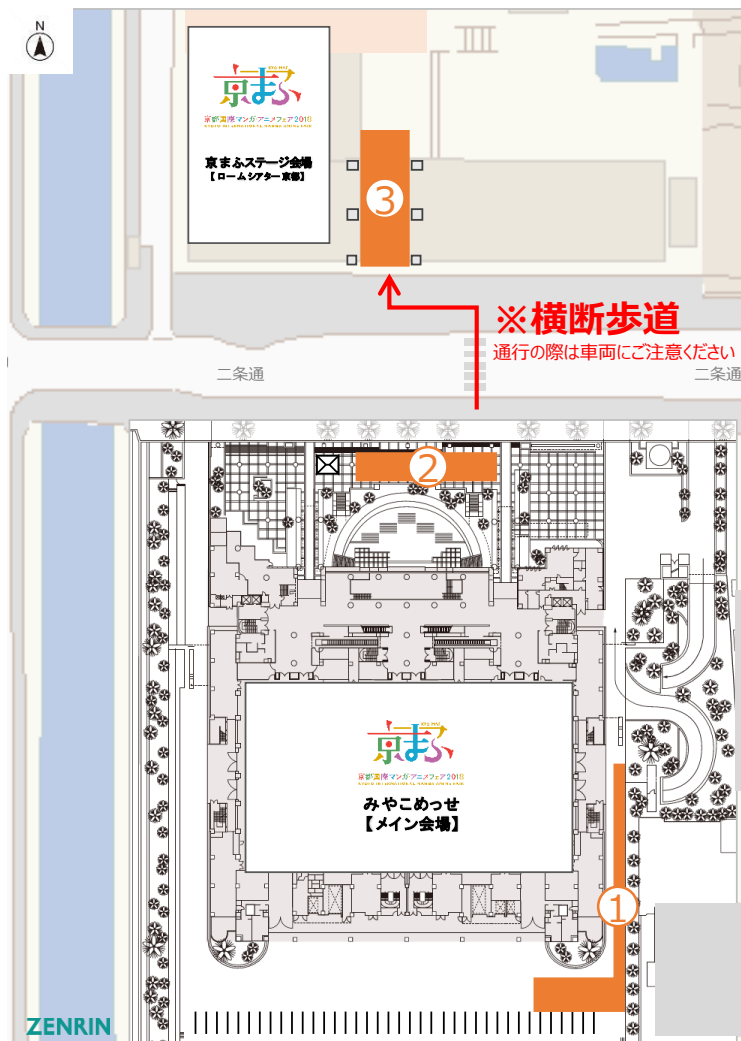 N
京まふ
京都国際マンガ・アニメフェア2018
京まふステージ会場
【ロームシアター京都】
③
※横断歩道
通行の際は車両にご注意ください
二条通
二条通
②
京まふ
京都国際マンガ・アニメフェア2018
みやこめっせ
【メイン会場】
①
ZENRIN